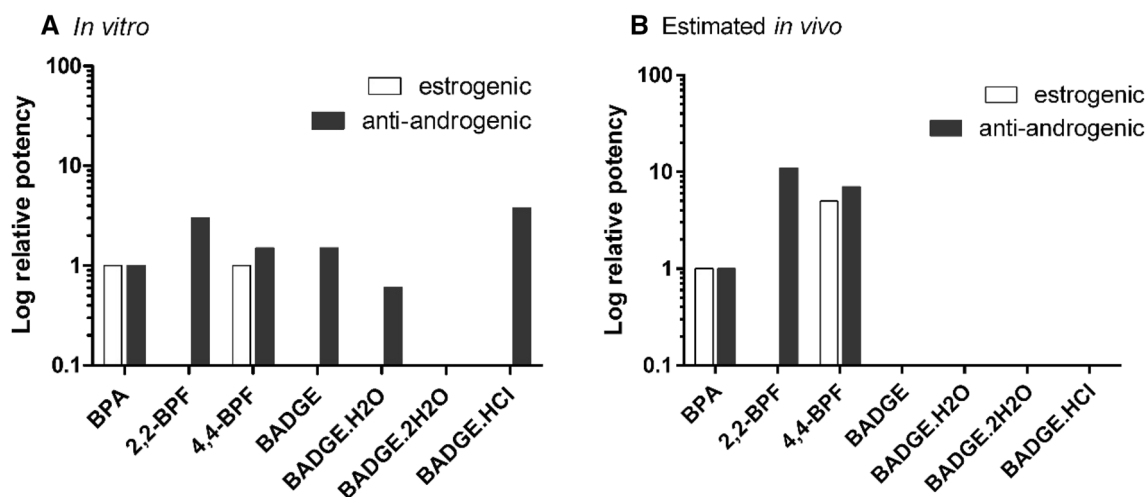 A In vitro
100
10
1
0.1
Log relative potency
estrogenic
anti-androgenic
BPA
2,2-BPF
4,4-BPF
BADGE
BADGE.H2O
BADGE.2H2O
BADGE.HCl
B Estimated in vivo
100
10
1
0.1
Log relative potency
estrogenic
anti-androgenic
BPA
2,2-BPF
4,4-BPF
BADGE
BADGE.H2O
BADGE.2H2O
BADGE.HCl